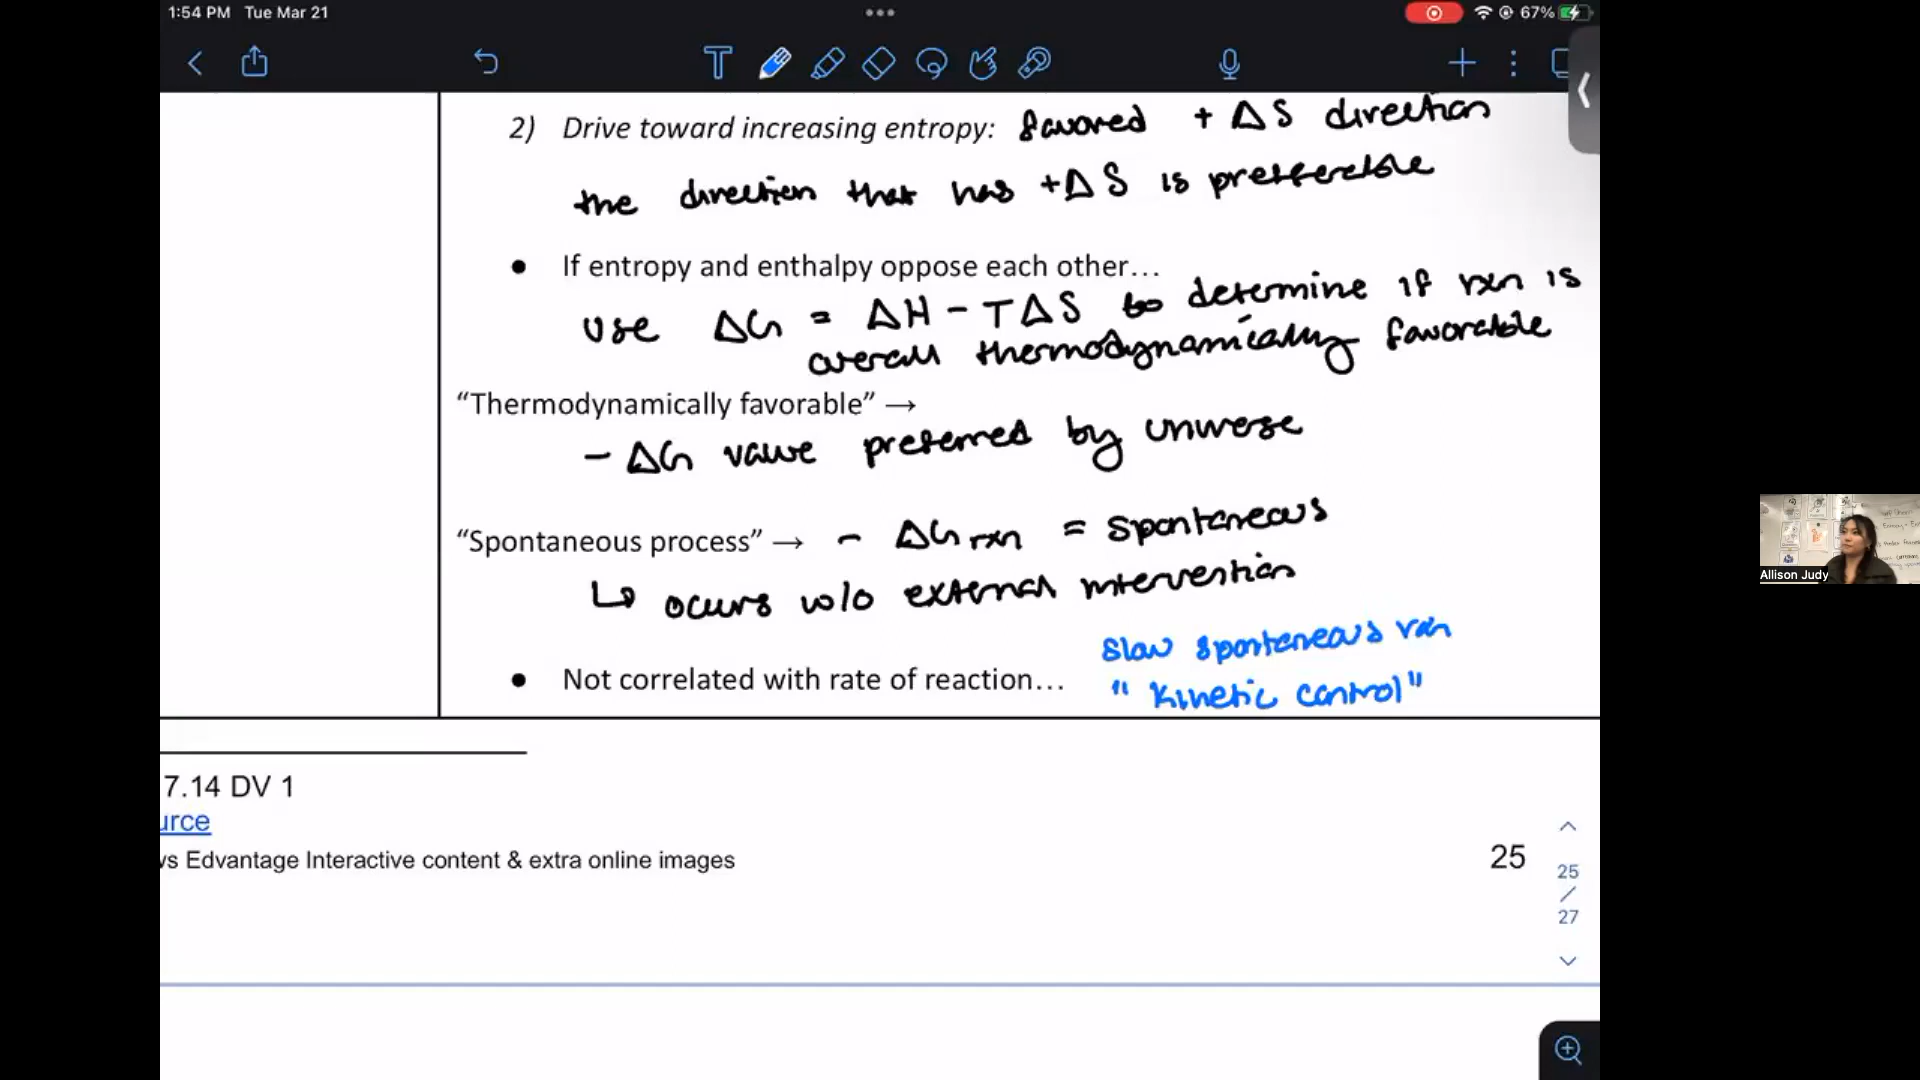 1:54 PM Tue Mar 21
67%
2) Drive toward increasing entropy: favored + ΔS direction
the direction that has +ΔS is preferrable
• If entropy and enthalpy oppose each other…
use ΔG = ΔH - TΔS to determine if rxn is
overall thermodynamically favorable
“Thermodynamically favorable” →
- ΔG value preferred by universe
“Spontaneous process” → - ΔG rxn = spontaneous
↳ occurs w/o external intervention
slow spontaneous rxn
• Not correlated with rate of reaction… "kinetic control"
7.14 DV 1
urce
vs Edvantage Interactive content & extra online images
25
25
/
27
Allison Judy